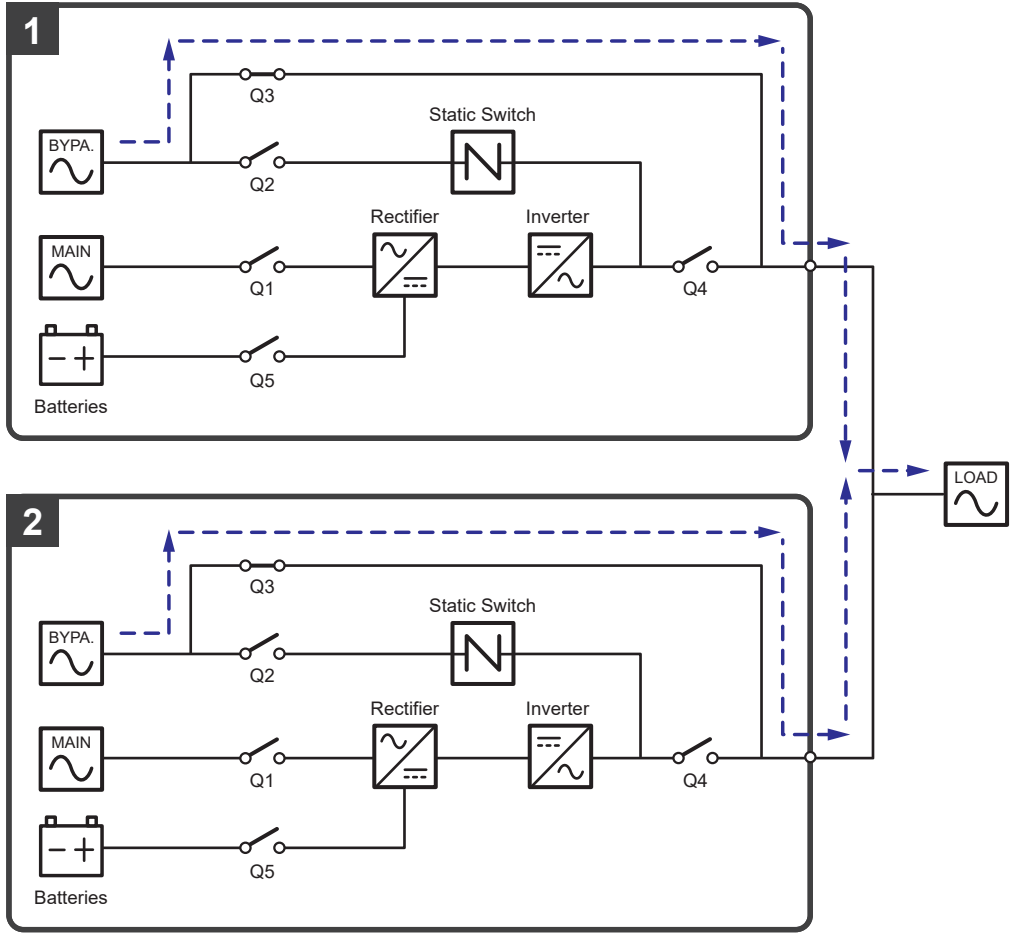 1
Q3
Static Switch
BYPA.
Q2
Rectifier
Inverter
MAIN
Q1
Q4
Q5
Batteries
LOAD
2
Q3
Static Switch
BYPA.
Q2
Rectifier
Inverter
MAIN
Q1
Q4
Q5
Batteries